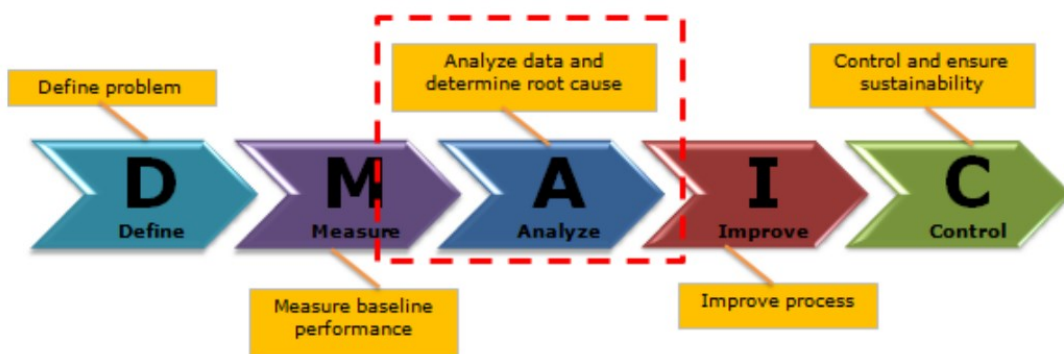 Define problem
Analyze data and
determine root cause
Control and ensure
sustainability
D
Define
M
Measure
A
Analyze
I
Improve
C
Control
Measure baseline
performance
Improve process